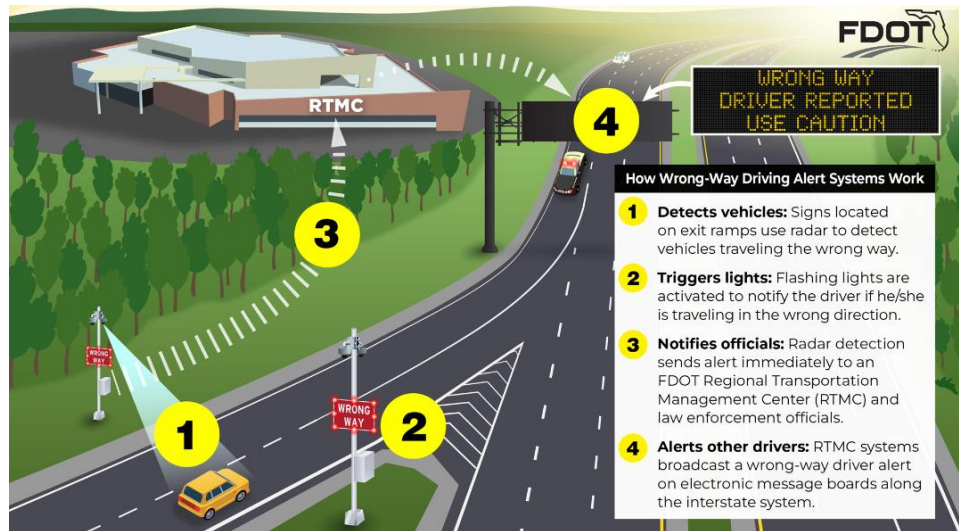 FDOT
WRONG WAY
DRIVER REPORTED
USE CAUTION
RTMC
4
3
1
2
WRONG
WAY
WRONG
WAY
How Wrong-Way Driving Alert Systems Work
1 Detects vehicles: Signs located
on exit ramps use radar to detect
vehicles traveling the wrong way.
2 Triggers lights: Flashing lights are
activated to notify the driver if he/she
is traveling in the wrong direction.
3 Notifies officials: Radar detection
sends alert immediately to an
FDOT Regional Transportation
Management Center (RTMC) and
law enforcement officials.
4 Alerts other drivers: RTMC systems
broadcast a wrong-way driver alert
on electronic message boards along
the interstate system.